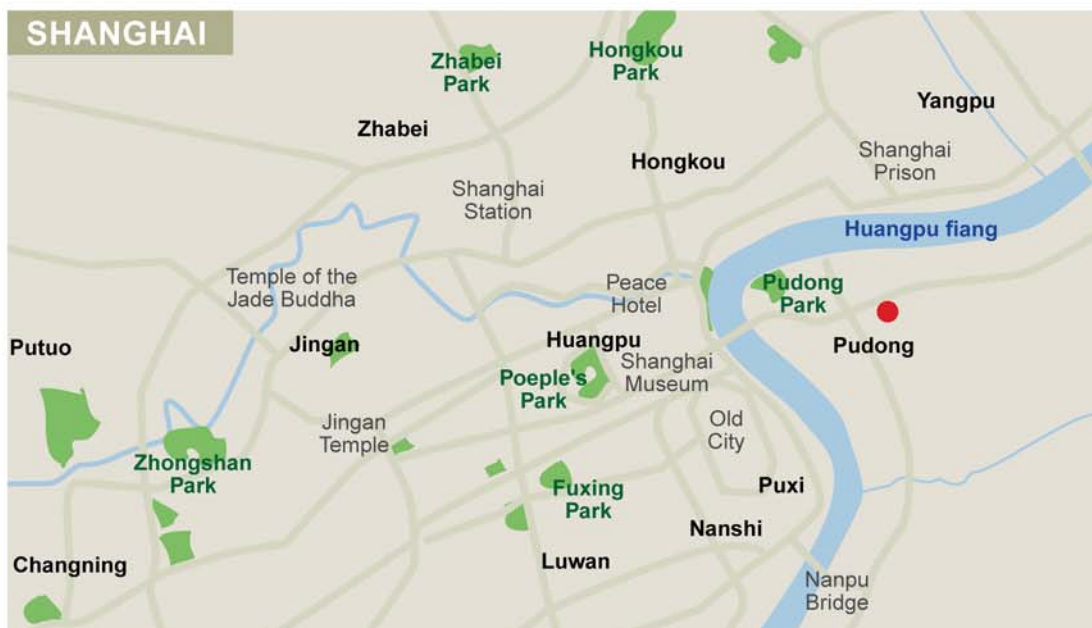 SHANGHAI
Zhabei
Park
Hongkou
Park
Yangpu
Zhabei
Hongkou
Shanghai
Prison
Shanghai
Station
Huangpu fiang
Temple of the
Jade Buddha
Peace
Hotel
Pudong
Park
Putuo
Jingan
Huangpu
Pudong
Shanghai
Museum
Poeple's
Park
Jingan
Temple
Old
City
Zhongshan
Park
Fuxing
Park
Puxi
Nanshi
Changning
Luwan
Nanpu
Bridge